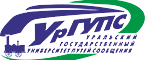 УрГУПС
УРАЛЬСКИЙ
ГОСУДАРСТВЕННЫЙ
УНИВЕРСИТЕТ ПУТЕЙ СООБЩЕНИЯ